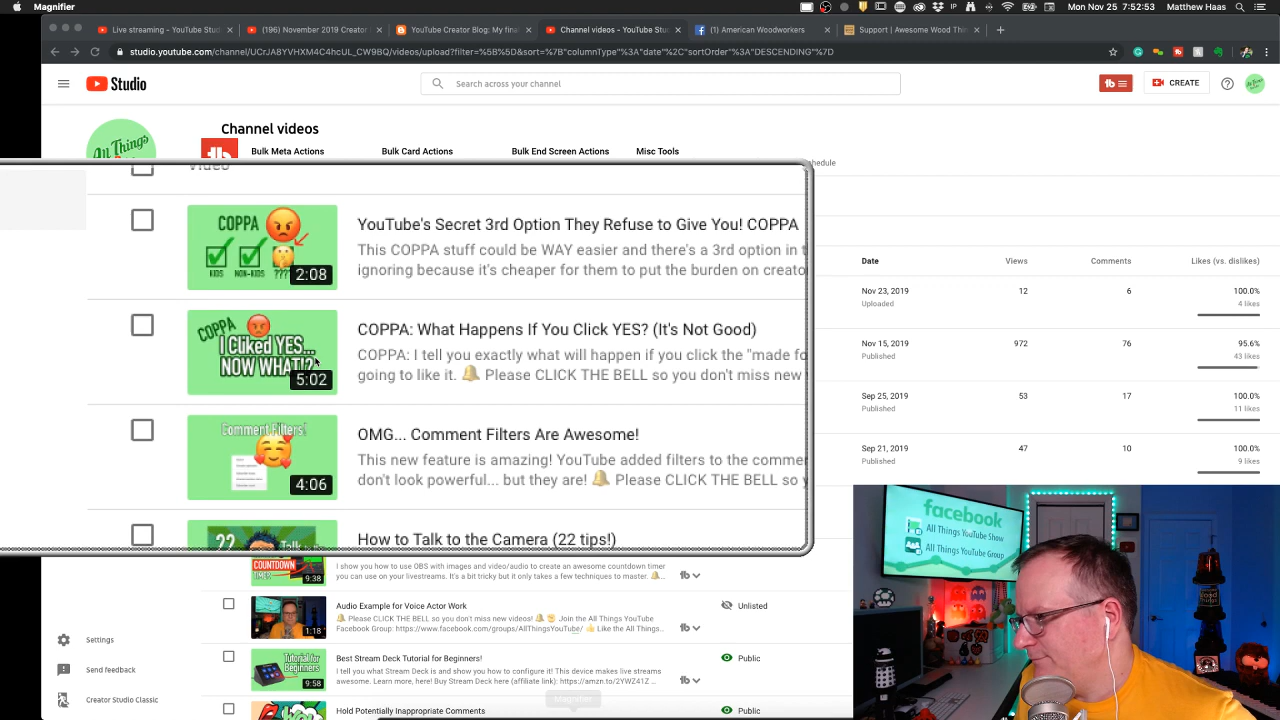 Live streaming - YouTube Stud
(196) November 2019 Creator
YouTube Creator Blog: My fina
Channel videos - YouTube Stu
(1) American Woodworkers
Support | Awesome Wood Thin
studio.youtube.com/channel/UCrJA8YVHXM4C4hcUL_CW9BQ/videos/upload?filter=%5B%5D&sort=%7B"columnType"%3A"date"%2C"sortOrder"%3A"DESCENDING"%7D
Studio
Search across your channel
CREATE
All Things
Channel videos
Bulk Meta Actions
Bulk Card Actions
Bulk End Screen Actions
Misc Tools
Video
COPPA
KIDS
NON-KIDS
????
2:08
YouTube's Secret 3rd Option They Refuse to Give You! COPPA
This COPPA stuff could be WAY easier and there's a 3rd option in t
ignoring because it's cheaper for them to put the burden on creato
COPPA
I Clicked YES...
NOW WHAT!?
5:02
COPPA: What Happens If You Click YES? (It's Not Good)
COPPA: I tell you exactly what will happen if you click the "made fo
going to like it. 🔔 Please CLICK THE BELL so you don't miss new
Comment Filters!
4:06
OMG... Comment Filters Are Awesome!
This new feature is amazing! YouTube added filters to the comme
don't look powerful... but they are! 🔔 Please CLICK THE BELL so y
22
Talk
How to Talk to the Camera (22 tips!)
hedule
Date
Views
Comments
Likes (vs. dislikes)
Nov 23, 2019
12
6
100.0%
Uploaded
4 likes
Nov 15, 2019
972
76
95.6%
Published
43 likes
Sep 25, 2019
53
17
100.0%
Published
11 likes
Sep 21, 2019
47
10
100.0%
Published
9 likes
COUNTDOWN
TIMER
9:38
I show you how to use OBS with images and video/audio to create an awesome countdown timer
you can use on your livestreams. It's a bit tricky but it only takes a few techniques to master. 🔔...
1:18
Audio Example for Voice Actor Work
🔔 Please CLICK THE BELL so you don't miss new videos! 🔔 👏 Join the All Things YouTube
Facebook Group: https://www.facebook.com/groups/AllThingsYouTube/ 👍 Like the All Things...
Unlisted
Tutorial for
Beginners
9:58
Best Stream Deck Tutorial for Beginners!
I tell you what Stream Deck is and show you how to configure it! This device makes live streams
awesome. Learn more, here! Buy Stream Deck here (affiliate link): https://amzn.to/2YWZ41Z ...
Public
Hold Potentially Inappropriate Comments
Public
Settings
Send feedback
Creator Studio Classic
Magnifier
facebook
All Things YouTube Show
All Things YouTube Group